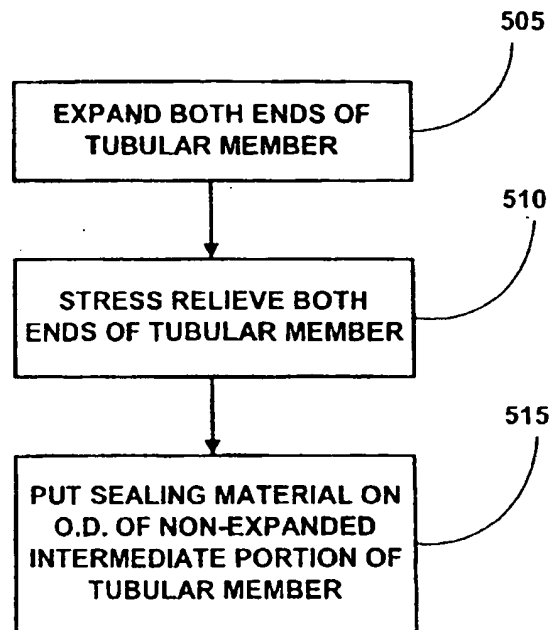 505
EXPAND BOTH ENDS OF
TUBULAR MEMBER
510
STRESS RELIEVE BOTH
ENDS OF TUBULAR MEMBER
515
PUT SEALING MATERIAL ON
O.D. OF NON-EXPANDED
INTERMEDIATE PORTION OF
TUBULAR MEMBER